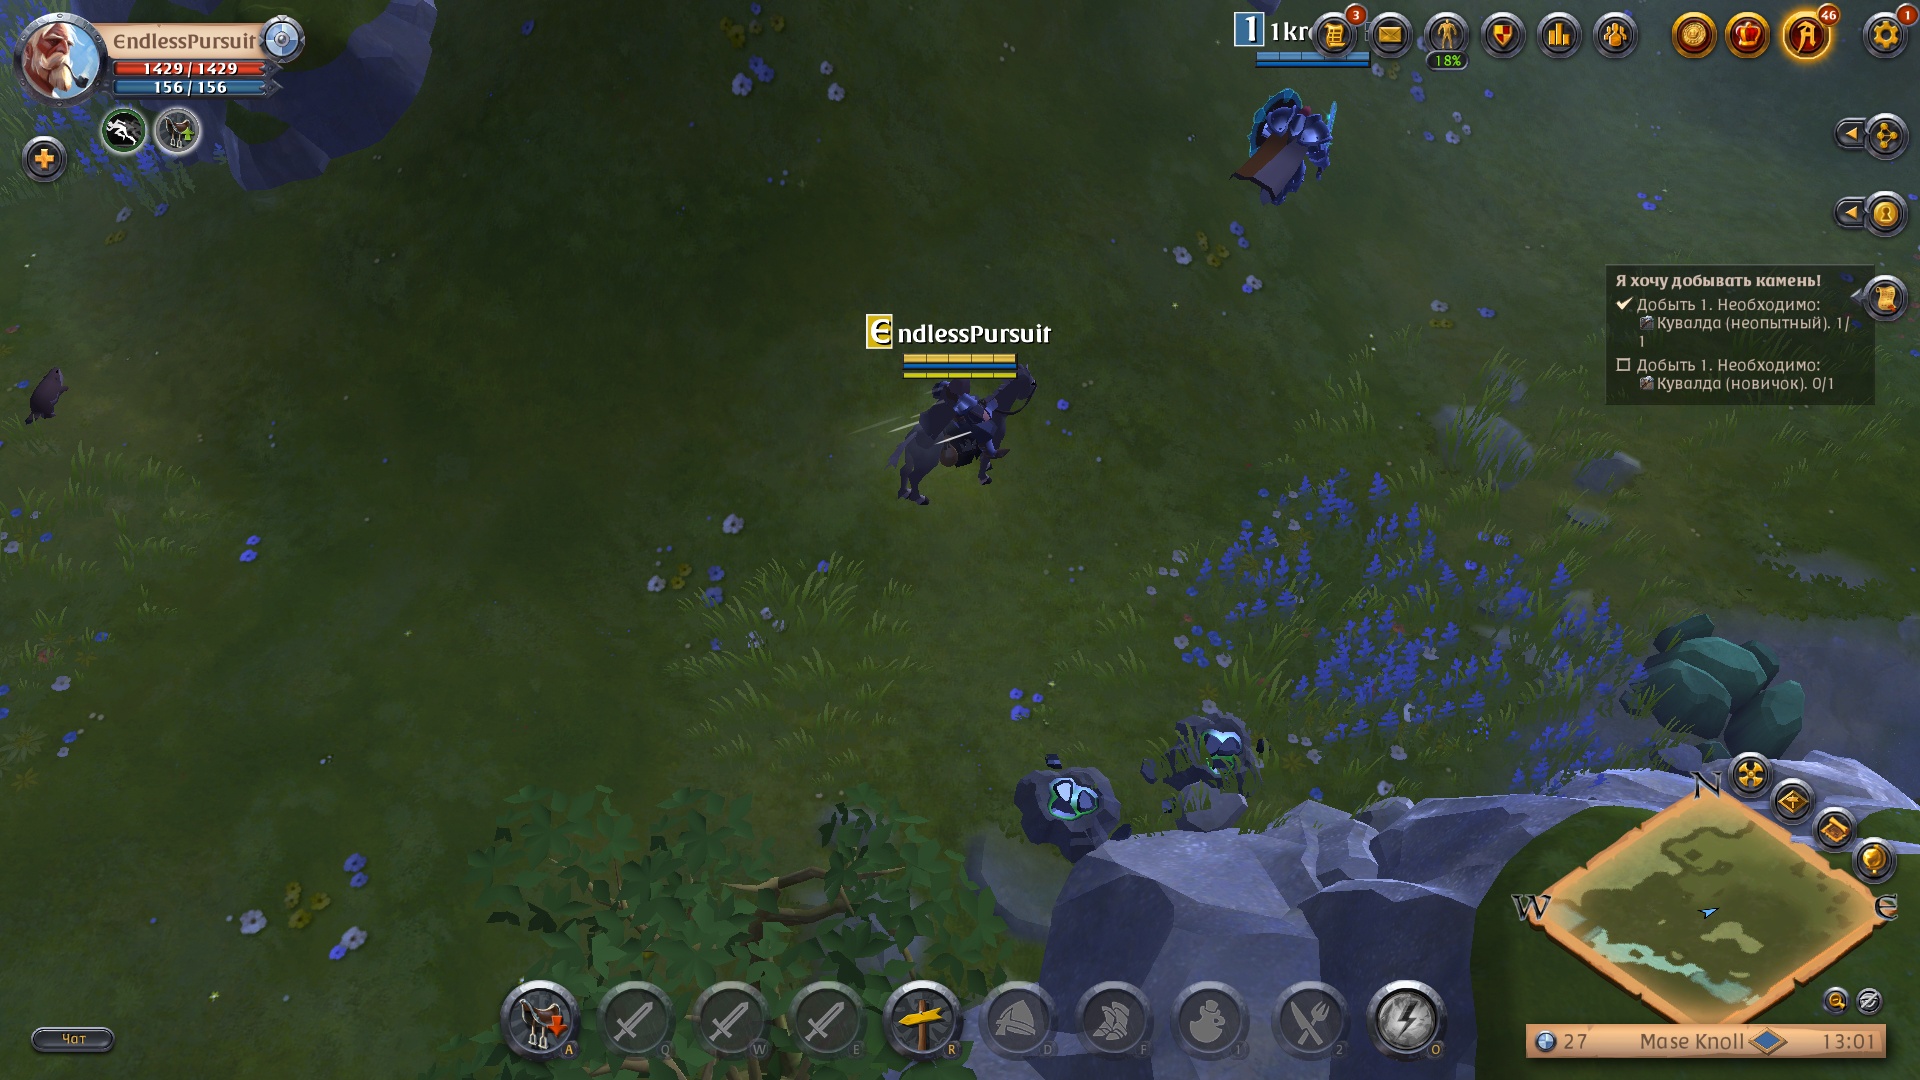 EndlessPursuit
1429 / 1429
156 / 156
3
18%
46
1
EndlessPursuit
Я хочу добывать камень!
Добыть 1. Необходимо:
Кувалда (неопытный). 1/
1
Добыть 1. Необходимо:
Кувалда (новичок). 0/1
N
W
E
Чат
A
Q
W
E
R
D
F
1
2
O
27
Mase Knoll
13:01